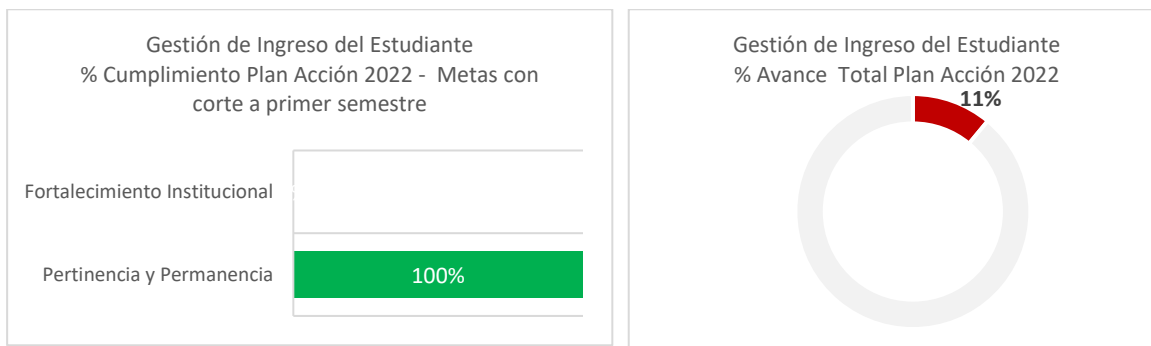 Gestión de Ingreso del Estudiante
% Cumplimiento Plan Acción 2022 - Metas con
corte a primer semestre
Fortalecimiento Institucional
Pertinencia y Permanencia
100%
Gestión de Ingreso del Estudiante
% Avance Total Plan Acción 2022
11%